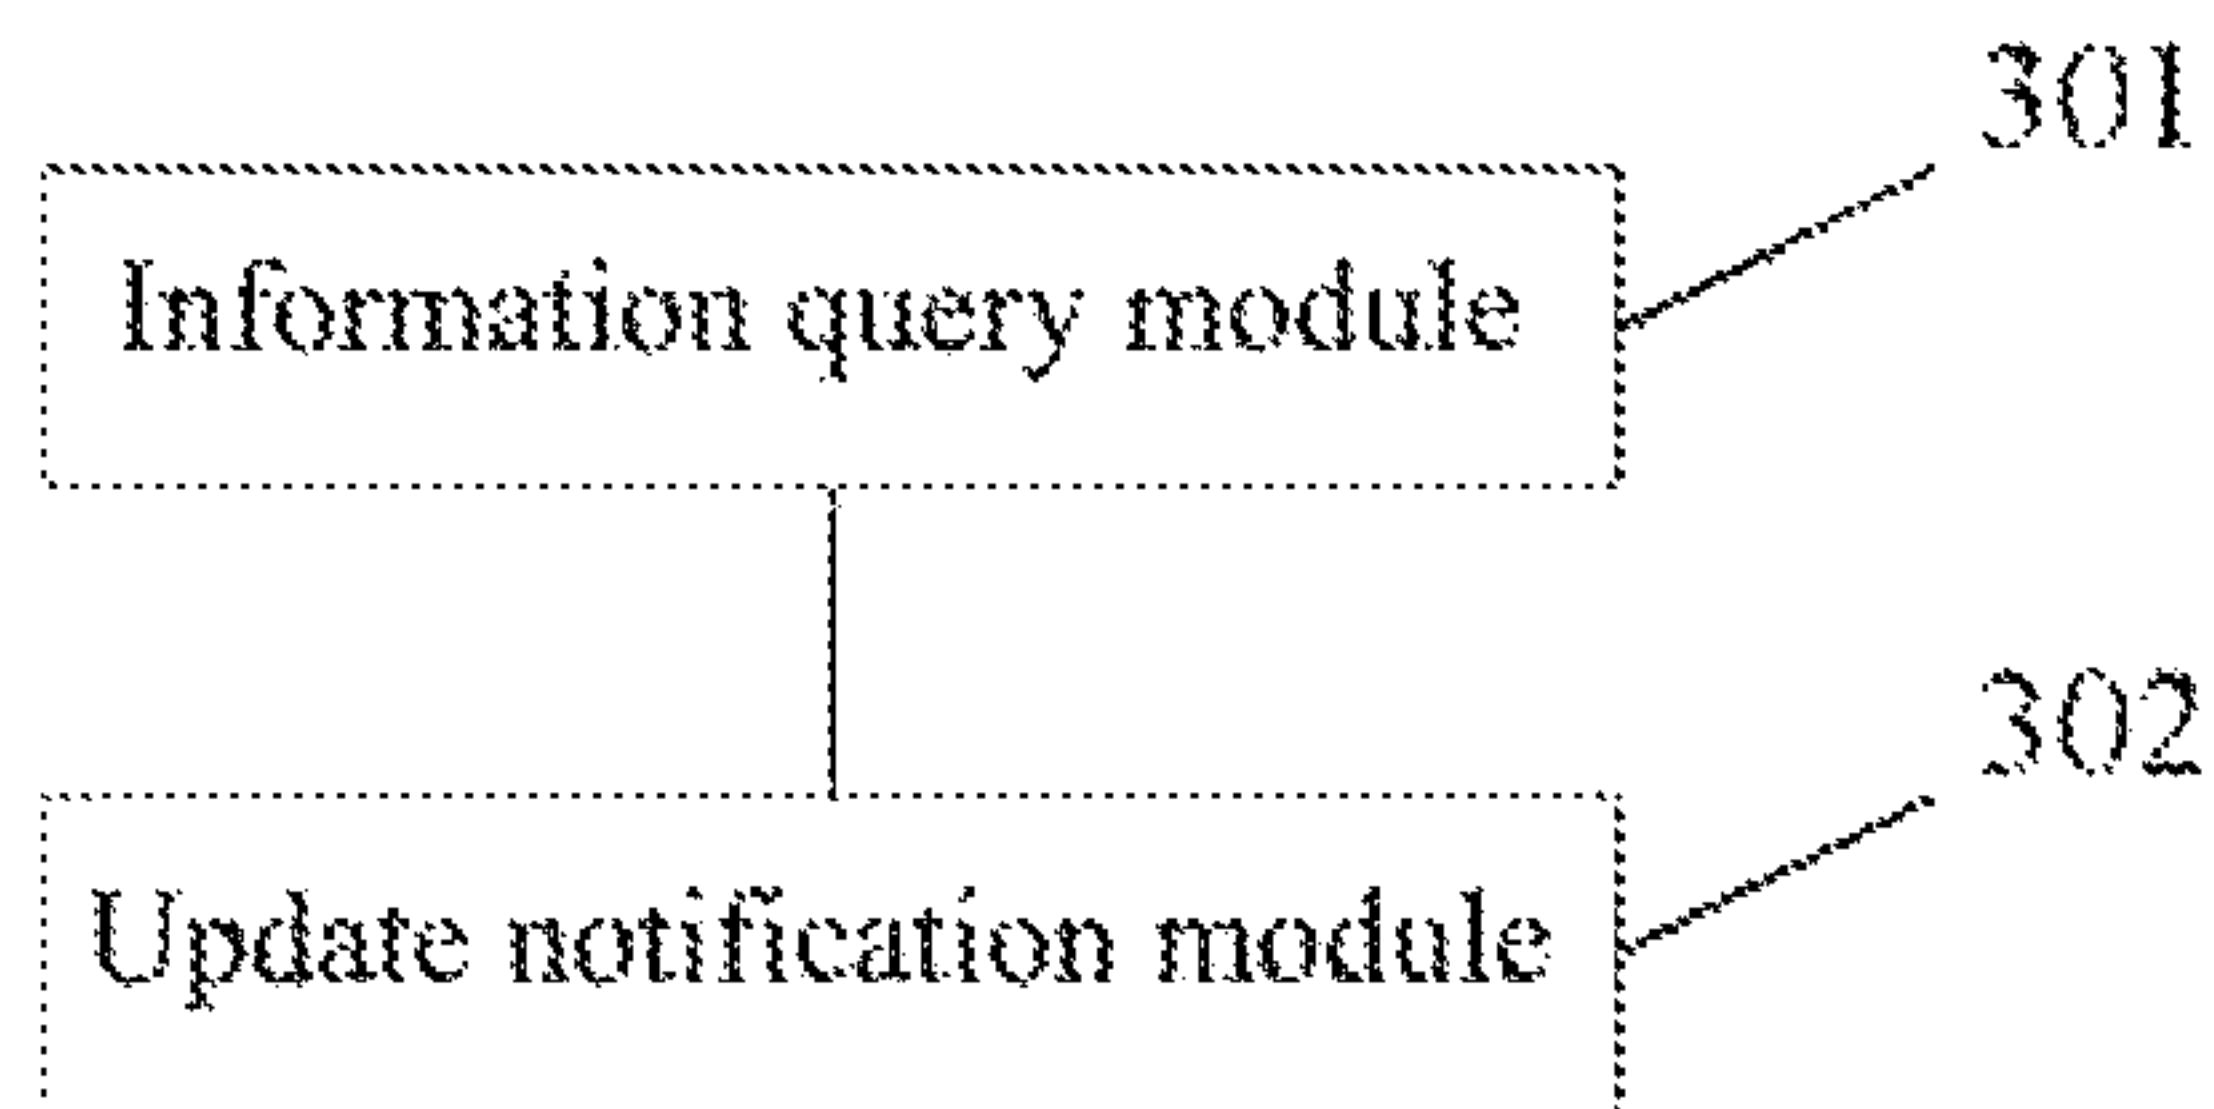 301
Information query module
302
Update notification module